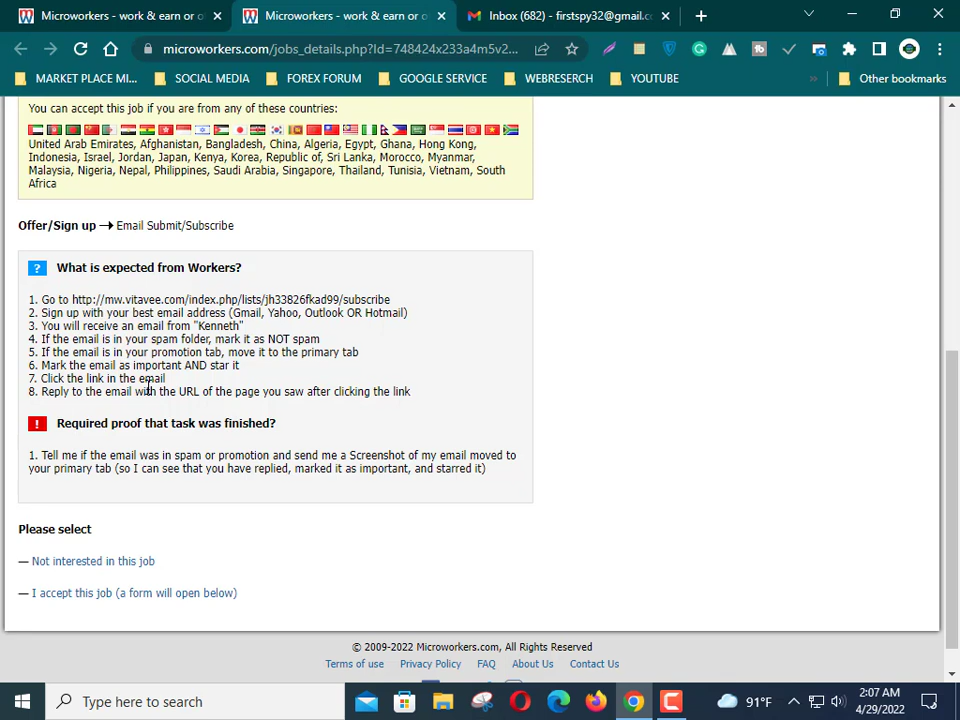 Microworkers - work & earn or o
Microworkers - work & earn or o
Inbox (682) - firstspy32@gmail.c
microworkers.com/jobs_details.php?Id=748424x233a4m5v2...
MARKET PLACE MI...
SOCIAL MEDIA
FOREX FORUM
GOOGLE SERVICE
WEBRESERCH
YOUTUBE
Other bookmarks
You can accept this job if you are from any of these countries:
United Arab Emirates, Afghanistan, Bangladesh, China, Algeria, Egypt, Ghana, Hong Kong,
Indonesia, Israel, Jordan, Japan, Kenya, Korea, Republic of, Sri Lanka, Morocco, Myanmar,
Malaysia, Nigeria, Nepal, Philippines, Saudi Arabia, Singapore, Thailand, Tunisia, Vietnam, South
Africa
Offer/Sign up → Email Submit/Subscribe
? What is expected from Workers?
1. Go to http://mw.vitavee.com/index.php/lists/jh33826fkad99/subscribe
2. Sign up with your best email address (Gmail, Yahoo, Outlook OR Hotmail)
3. You will receive an email from "Kenneth"
4. If the email is in your spam folder, mark it as NOT spam
5. If the email is in your promotion tab, move it to the primary tab
6. Mark the email as important AND star it
7. Click the link in the email
8. Reply to the email with the URL of the page you saw after clicking the link
! Required proof that task was finished?
1. Tell me if the email was in spam or promotion and send me a Screenshot of my email moved to
your primary tab (so I can see that you have replied, marked it as important, and starred it)
Please select
— Not interested in this job
— I accept this job (a form will open below)
© 2009-2022 Microworkers.com, All Rights Reserved
Terms of use Privacy Policy FAQ About Us Contact Us
Type here to search
91°F
2:07 AM
4/29/2022